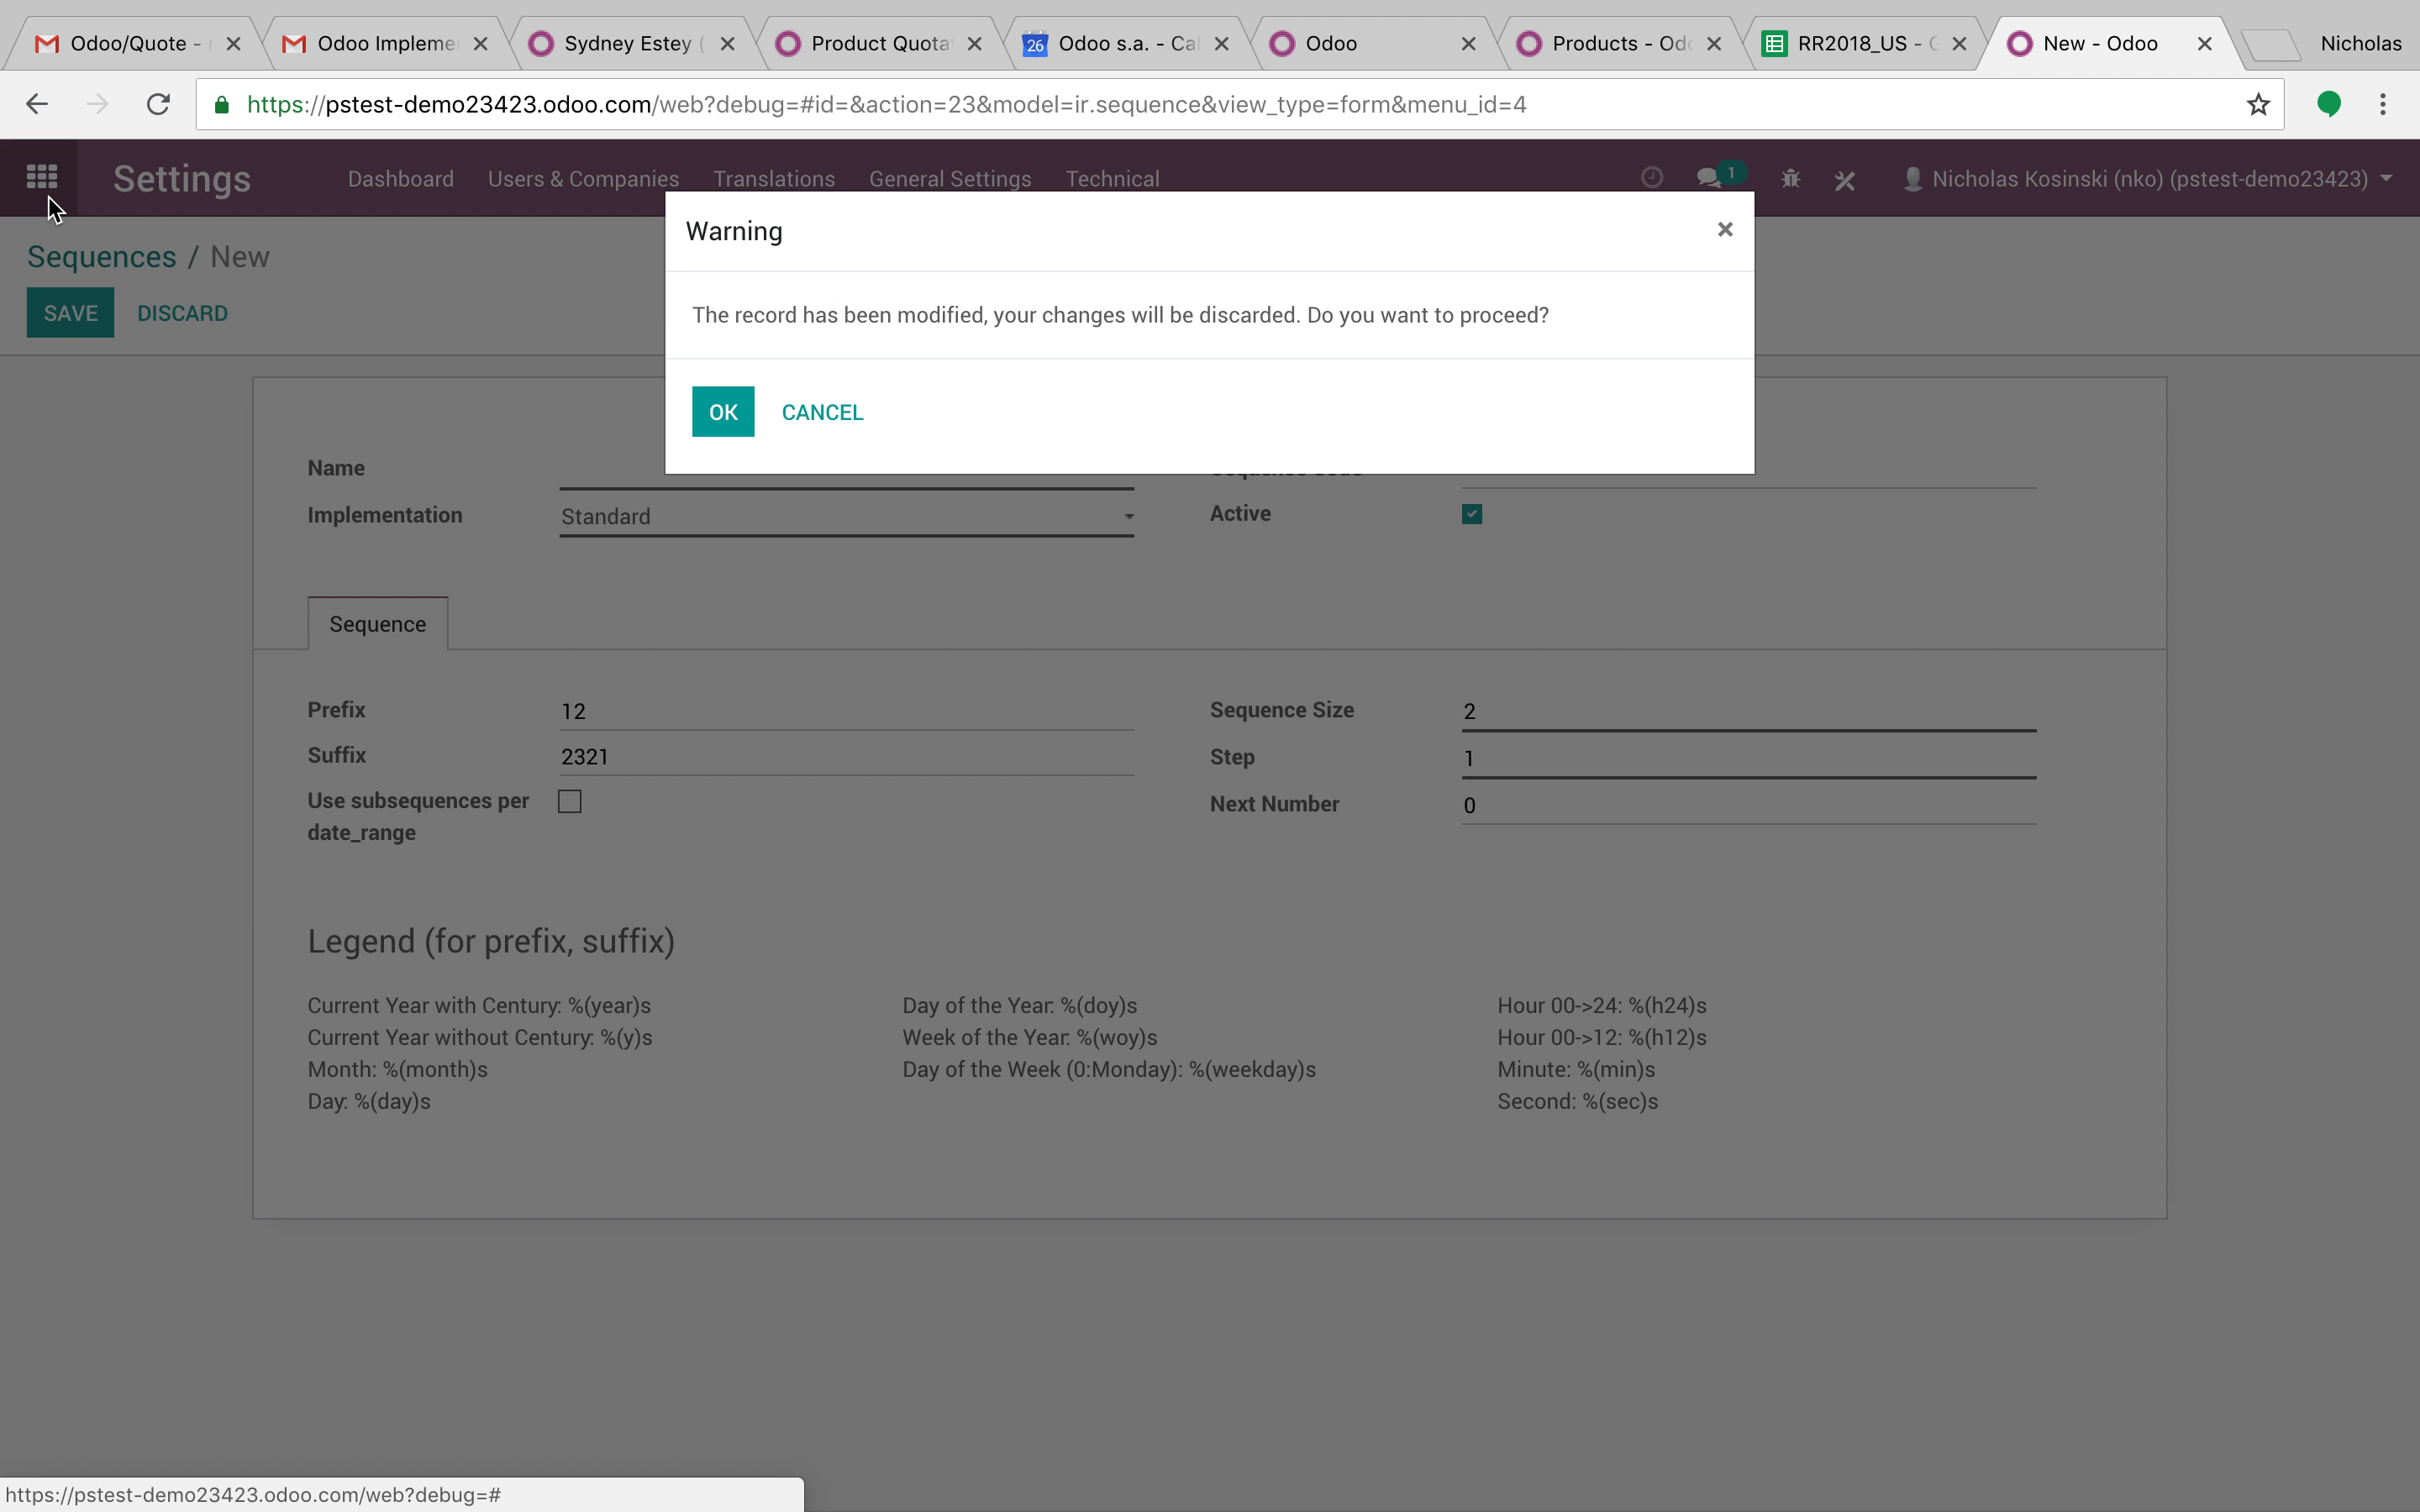 Odoo/Quote -
Odoo Impleme
Sydney Estey (
Product Quota
26
Odoo s.a. - Cal
Odoo
Products - Odo
RR2018_US - G
New - Odoo
Nicholas
https://pstest-demo23423.odoo.com/web?debug=#id=&action=23&model=ir.sequence&view_type=form&menu_id=4
Settings
Dashboard
Users & Companies
Translations
General Settings
Technical
1
Nicholas Kosinski (nko) (pstest-demo23423)
Sequences / New
SAVE
DISCARD
Warning
×
The record has been modified, your changes will be discarded. Do you want to proceed?
OK
CANCEL
Name
Implementation
Standard
Active
Sequence
Prefix
12
Suffix
2321
Use subsequences per
date_range
Sequence Size
2
Step
1
Next Number
0
Legend (for prefix, suffix)
Current Year with Century: %(year)s
Current Year without Century: %(y)s
Month: %(month)s
Day: %(day)s
Day of the Year: %(doy)s
Week of the Year: %(woy)s
Day of the Week (0:Monday): %(weekday)s
Hour 00->24: %(h24)s
Hour 00->12: %(h12)s
Minute: %(min)s
Second: %(sec)s
https://pstest-demo23423.odoo.com/web?debug=#